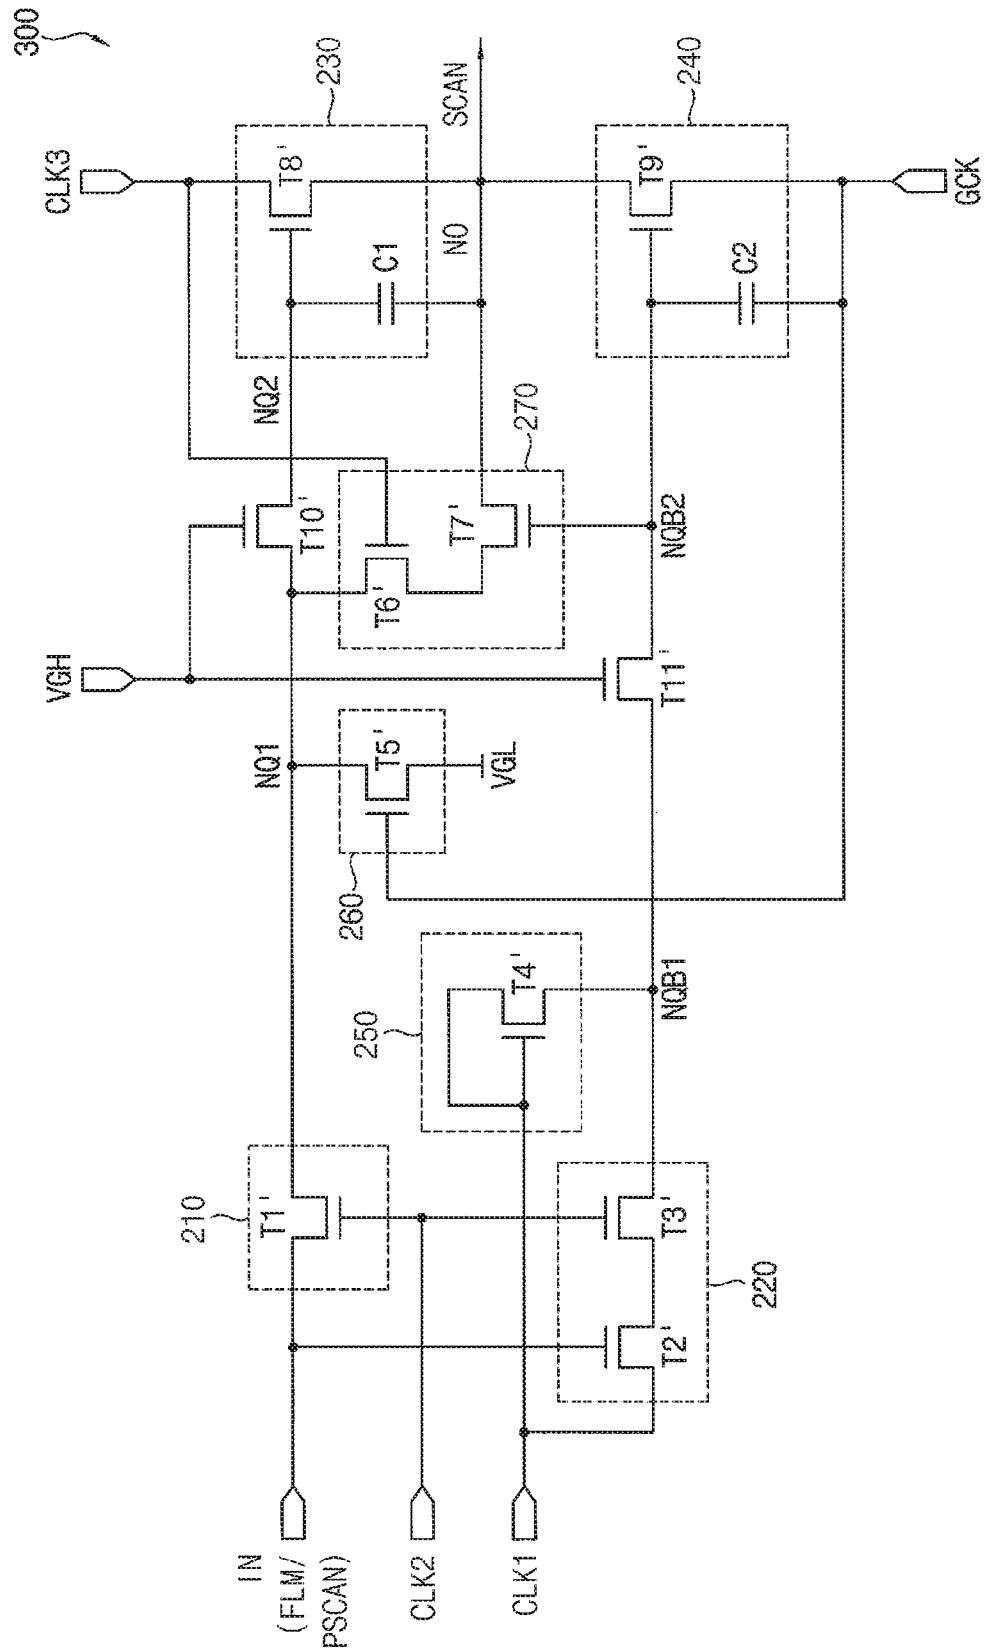 300
CLK3
230
T8'
SCAN
240
T9'
GCK
C1
NO
C2
NQ2
270
T10'
T7'
NQB2
T6'
VGH
T11'
NQ1
T5'
VGL
260
250
T4'
NQB1
210
T1'
T3'
220
T2'
IN
(FLM/
PSCAN)
CLK2
CLK1